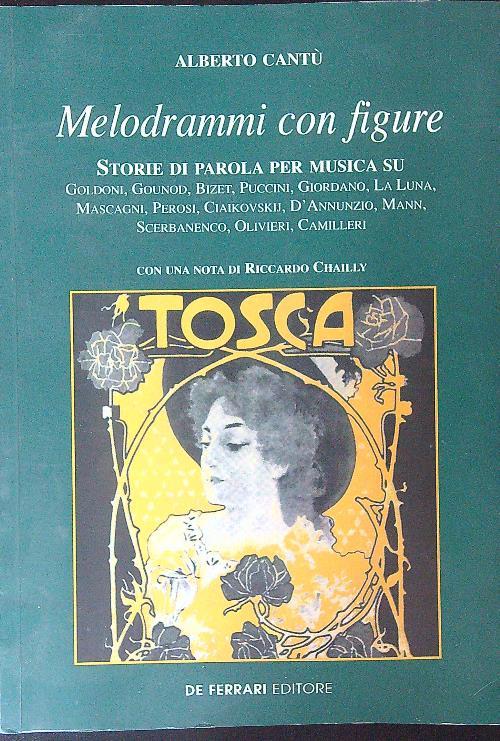 ALBERTO CANTÙ
Melodrammi con figure
STORIE DI PAROLA PER MUSICA SU
GOLDONI, GOUNOD, BIZET, PUCCINI, GIORDANO, LA LUNA,
MASCAGNI, PEROSI, CIAIKOVSKIJ, D'ANNUNZIO, MANN,
SCERBANENCO, OLIVIERI, CAMILLERI
CON UNA NOTA DI RICCARDO CHAILLY
TOSCA
DE FERRARI EDITORE